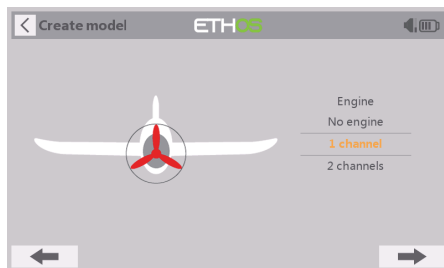 Create model
ETHOS
Engine
No engine
1 channel
2 channels